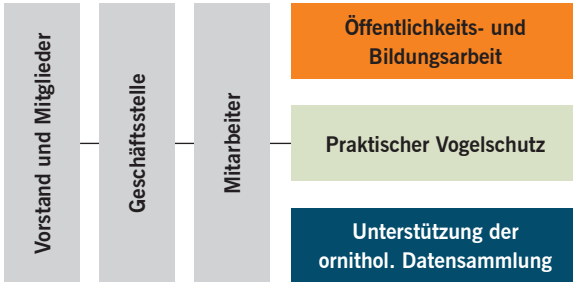 Vorstand und Mitglieder
Geschäftsstelle
Mitarbeiter
Öffentlichkeits- und
Bildungsarbeit
Praktischer Vogelschutz
Unterstützung der
ornithol. Datensammlung